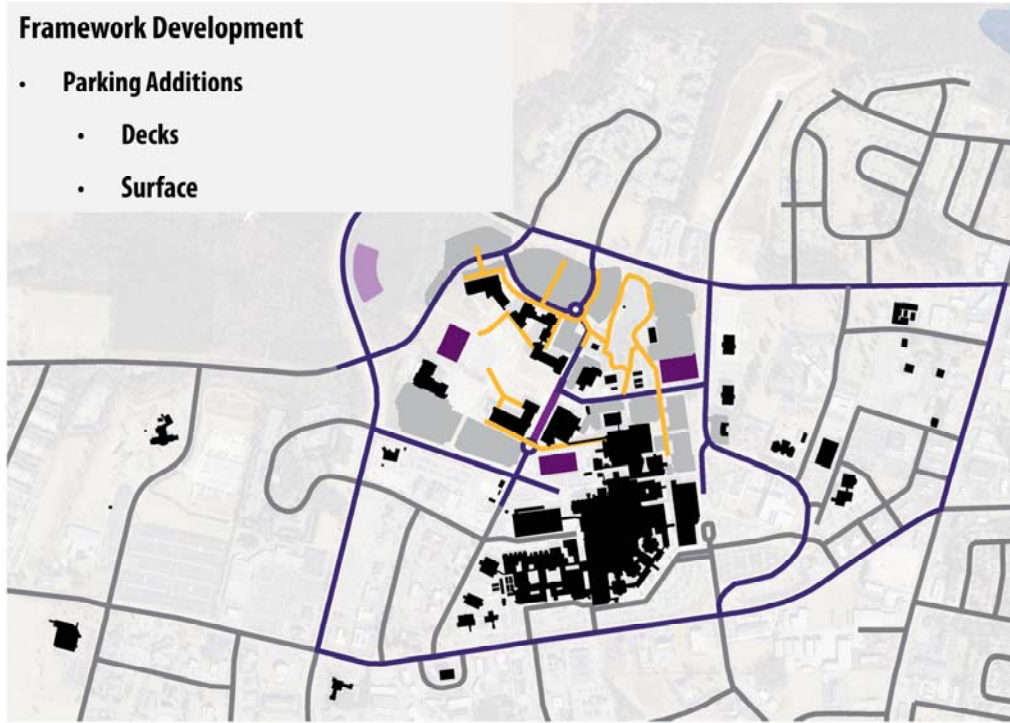 Framework Development
• Parking Additions
• Decks
• Surface